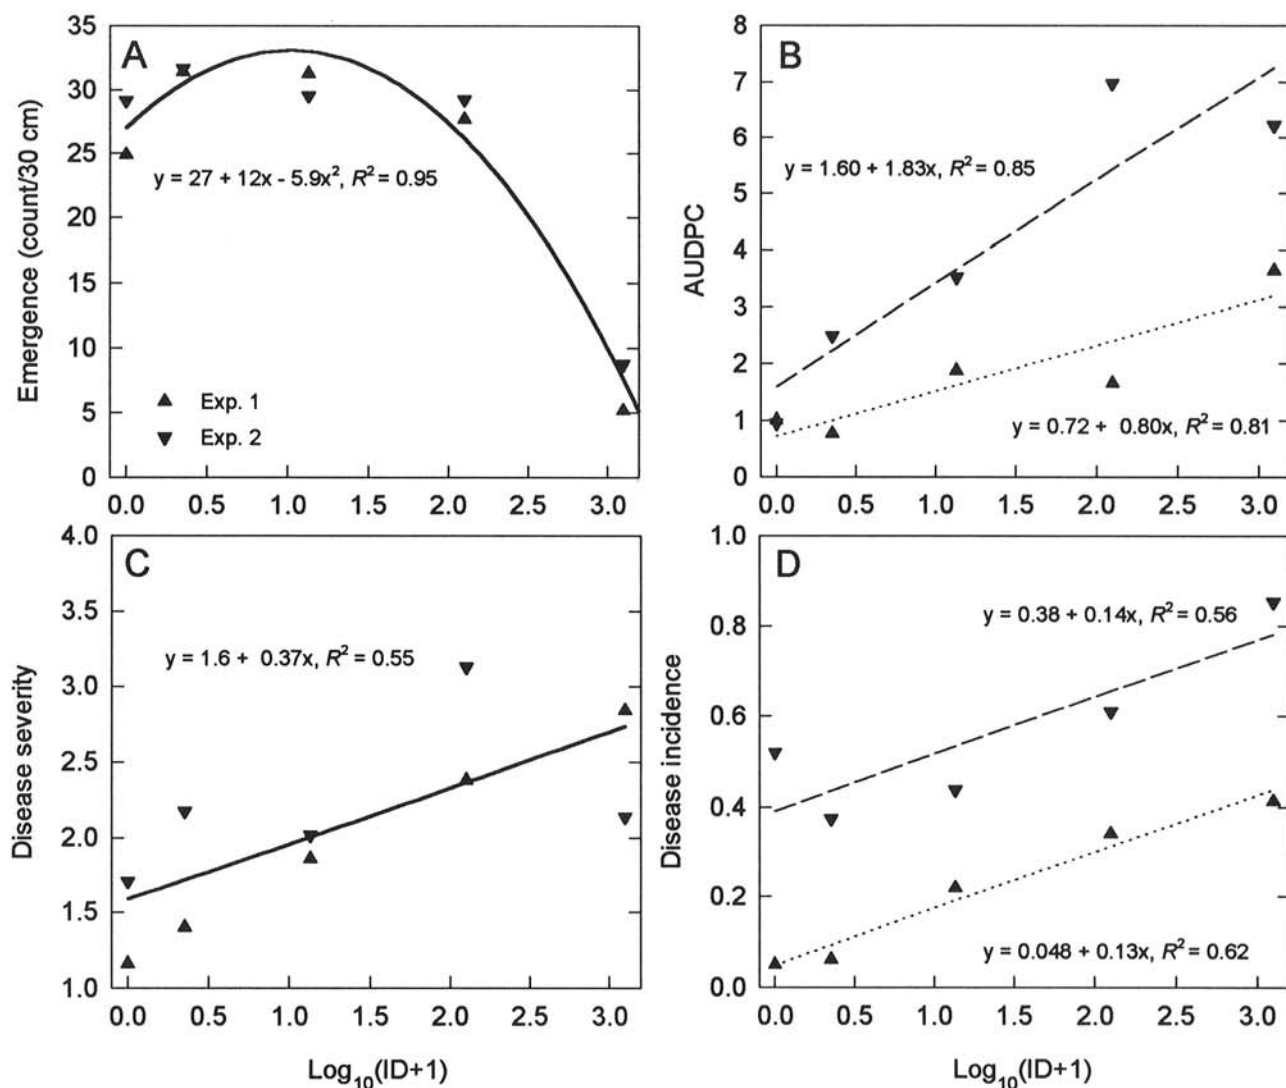 A
Emergence (count/30 cm)
40
35
30
25
20
15
10
5
0
y = 27 + 12x - 5.9x², R² = 0.95
Exp. 1
Exp. 2
0.0 0.5 1.0 1.5 2.0 2.5 3.0
B
AUDPC
8
7
6
5
4
3
2
1
0
y = 1.60 + 1.83x, R² = 0.85
y = 0.72 + 0.80x, R² = 0.81
0.0 0.5 1.0 1.5 2.0 2.5 3.0
C
Disease severity
4.0
3.5
3.0
2.5
2.0
1.5
1.0
y = 1.6 + 0.37x, R² = 0.55
0.0 0.5 1.0 1.5 2.0 2.5 3.0
Log₁₀(ID+1)
D
Disease incidence
1.0
0.8
0.6
0.4
0.2
0.0
y = 0.38 + 0.14x, R² = 0.56
y = 0.048 + 0.13x, R² = 0.62
0.0 0.5 1.0 1.5 2.0 2.5 3.0
Log₁₀(ID+1)